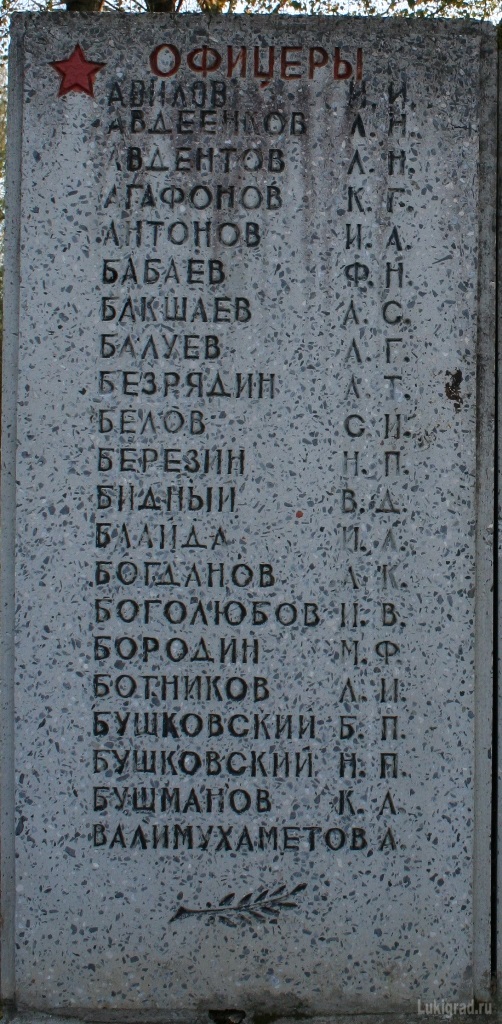 ОФИЦЕРЫ
АВИЛОВ И. И.
АВДЕЕНКОВ Л. Н.
АВДЕНТОВ Л. Н.
АГАФОНОВ К. Г.
АНТОНОВ И. А.
БАБАЕВ Ф. Н.
БАКШАЕВ А. С.
БАЛУЕВ Л. Г.
БЕЗРЯДИН А. Т.
БЕЛОВ С. И.
БЕРЕЗИН Н. П.
БИДНЫЙ В. Д.
БЛАИДА И. А.
БОГДАНОВ А. К.
БОГОЛЮБОВ И. В.
БОРОДИН М. Ф.
БОТНИКОВ Л. И.
БУШКОВСКИЙ Б. П.
БУШКОВСКИЙ Н. П.
БУШМАНОВ К. А.
ВАЛИМУХАМЕТОВ А.
Lukigrad.ru